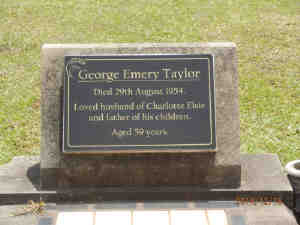 George Emery Taylor
Died 29th August 1954.
Loved husband of Charlotte Elsie
and father of his children.
Aged 59 years.